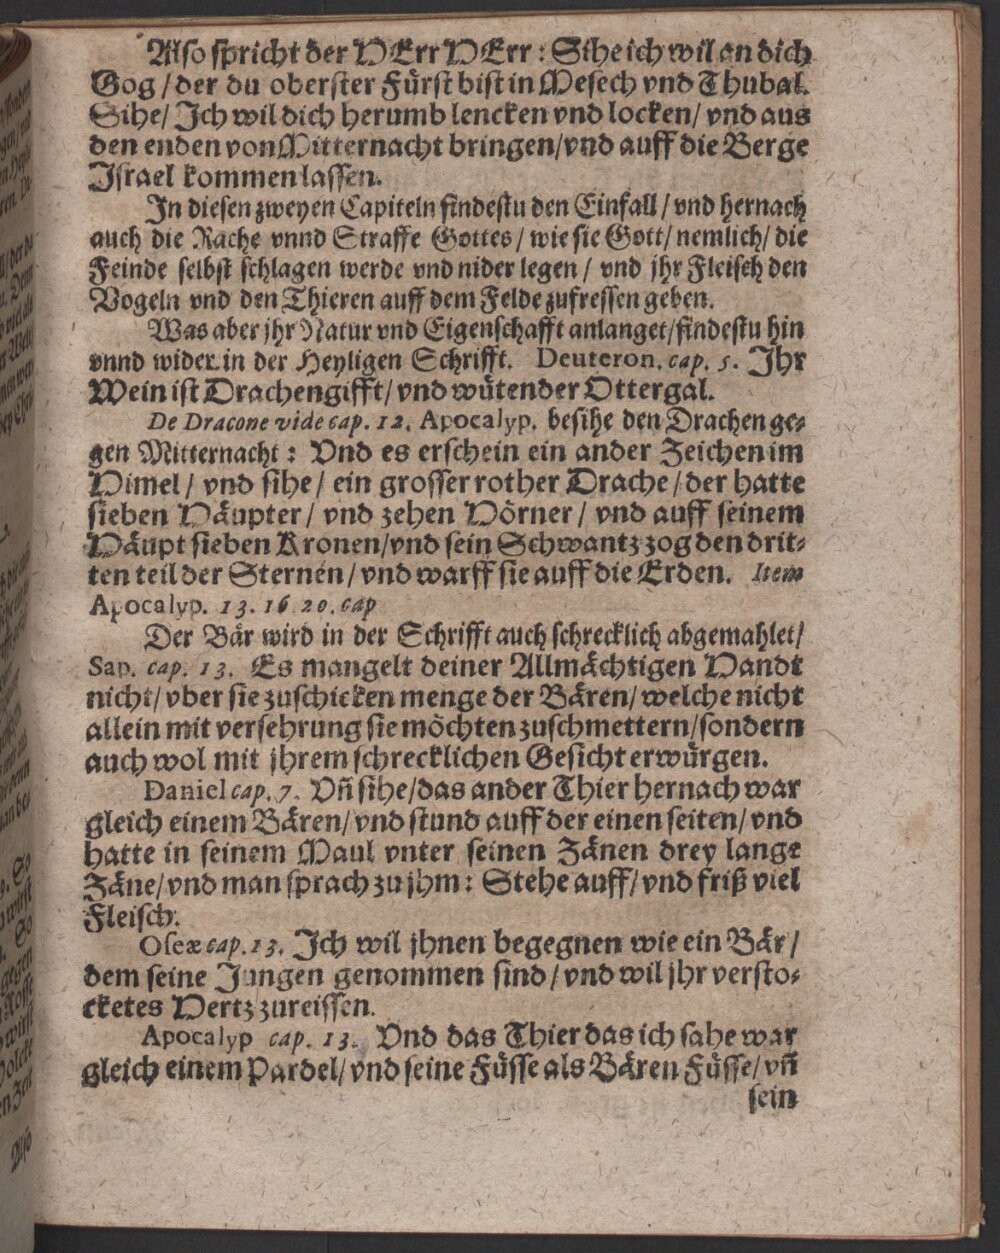 Also spricht der HErr HErr: Sihe ich wil an dich
Gog / der du oberster Fürst bist in Mesech vnd Thubal.
Sihe / Ich wil dich herumb lencken vnd locken / vnd aus
den enden von Mitternacht bringen / vnd auff die Berge
Israel kommen lassen.
In diesen zweyen Capiteln findestu den Einfall / vnd hernach
auch die Rache vnnd Straffe Gottes / wie sie Gott / nemlich / die
Feinde selbst schlagen werde vnd nider legen / vnd jhr Fleisch den
Vogeln vnd den Thieren auff dem Felde zufressen geben.
Was aber jhr Natur vnd Eigenschafft anlanget / findestu hin
vnnd wider in der Heyligen Schrifft. Deuteron. cap. 5. Ihr
Wein ist Drachengifft / vnd wütender Ottergal.
De Dracone vide cap. 12. Apocalyp. besihe den Drachen ge⸗
gen Mitternacht: Vnd es erschein ein ander Zeichen im
Himel / vnd sihe / ein grosser rother Drache / der hatte
sieben Häupter / vnd zehen Hörner / vnd auff seinem
Häupt sieben Kronen / vnd sein Schwantz zog den drit⸗
ten teil der Sternen / vnd warff sie auff die Erden. Item
Apocalyp. 13. 16 20. cap
Der Bär wird in der Schrifft auch schrecklich abgemahlet /
Sap. cap. 13. Es mangelt deiner Allmächtigen Handt
nicht / vber sie zuschicken menge der Bären / welche nicht
allein mit versehrung sie möchten zuschmettern / sondern
auch wol mit jhrem schrecklichen Gesicht erwürgen.
Daniel cap. 7. Vñ sihe / das ander Thier hernach war
gleich einem Bären / vnd stund auff der einen seiten / vnd
hatte in seinem Maul vnter seinen Zänen drey lange
Zäne / vnd man sprach zu jhm: Stehe auff / vnd friß viel
Fleisch.
Oseæ cap. 13. Ich wil jhnen begegnen wie ein Bär /
dem seine Jungen genommen sind / vnd wil jhr versto⸗
cketes Hertz zureissen.
Apocalyp cap. 13. Vnd das Thier das ich sahe war
gleich einem Pardel / vnd seine Füsse als Bären Füsse / vñ
sein